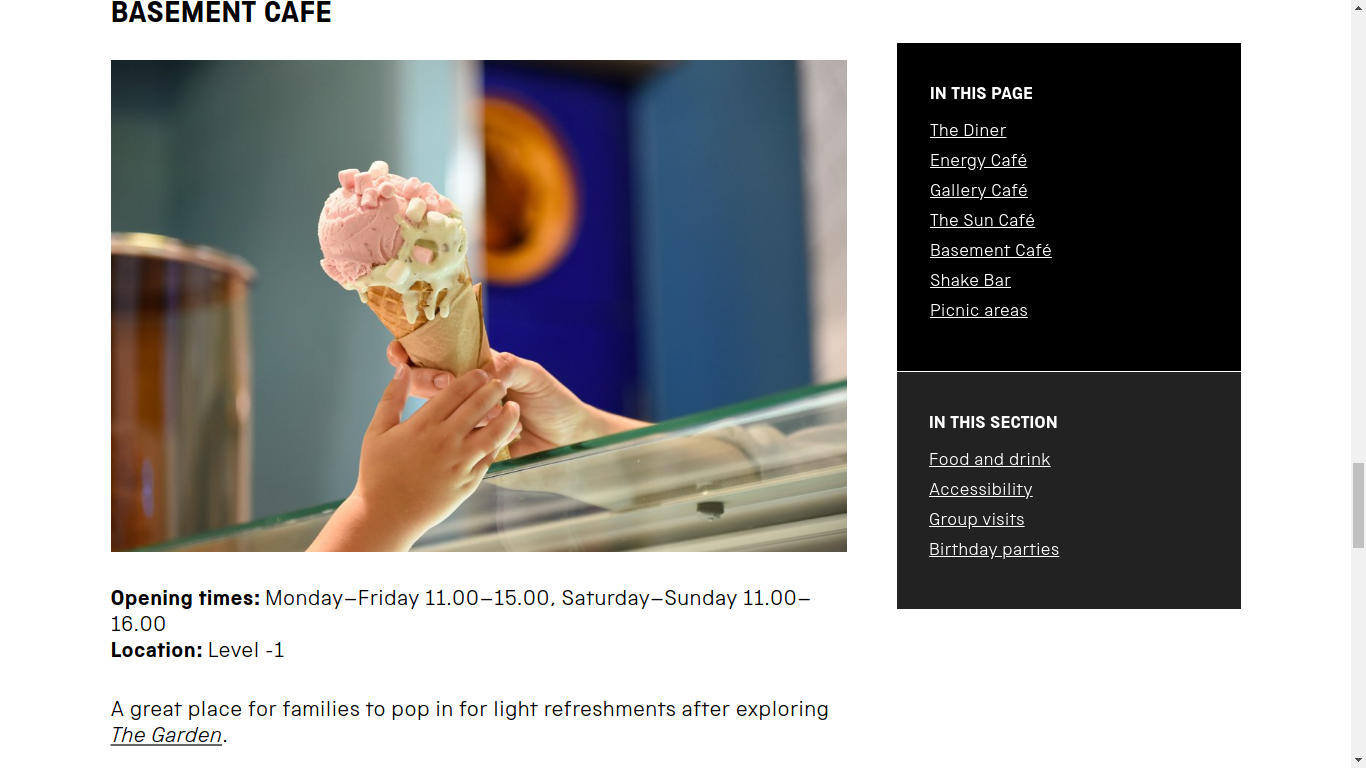 BASEMENT CAFÉ
Opening times: Monday–Friday 11.00–15.00, Saturday–Sunday 11.00–
16.00
Location: Level -1
A great place for families to pop in for light refreshments after exploring
The Garden.
IN THIS PAGE
The Diner
Energy Café
Gallery Café
The Sun Café
Basement Café
Shake Bar
Picnic areas
IN THIS SECTION
Food and drink
Accessibility
Group visits
Birthday parties